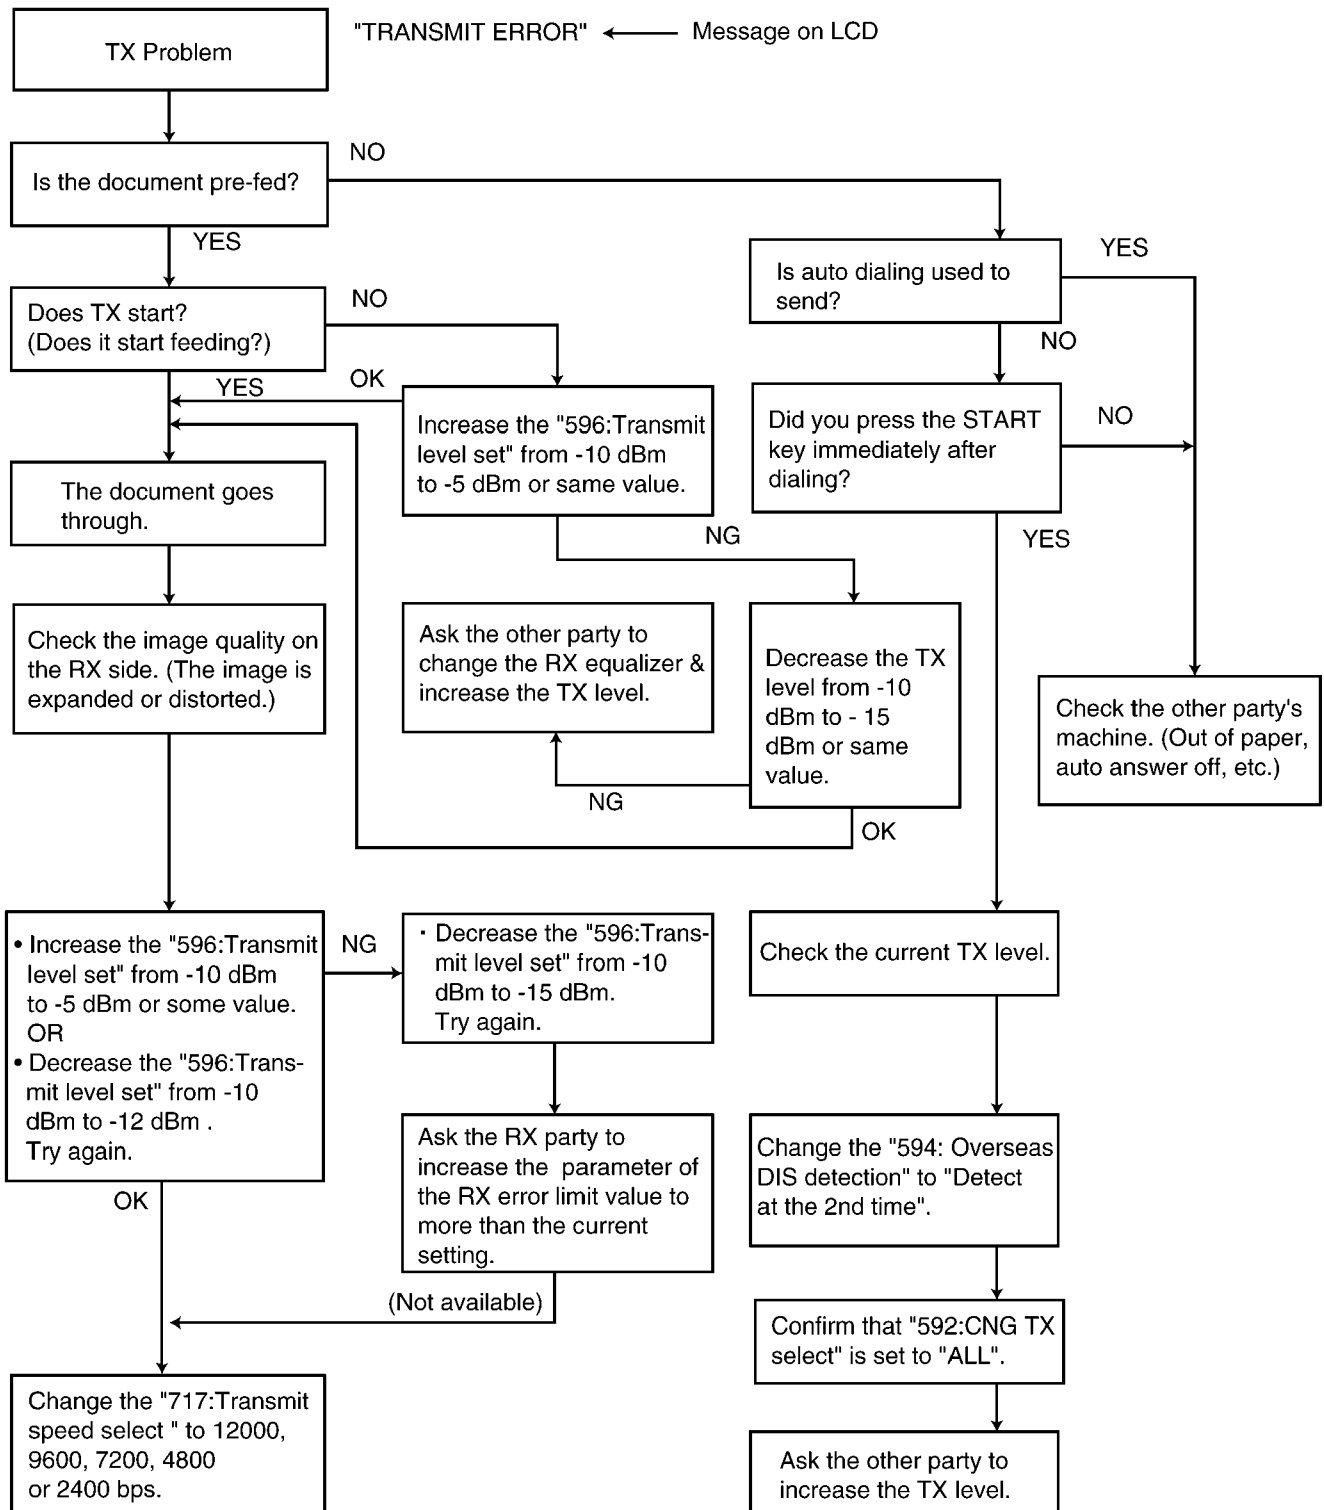 TX Problem
"TRANSMIT ERROR"
Message on LCD
Is the document pre-fed?
NO
YES
Is auto dialing used to
send?
YES
NO
Does TX start?
(Does it start feeding?)
NO
YES
OK
Increase the "596:Transmit
level set" from -10 dBm
to -5 dBm or same value.
NG
Did you press the START
key immediately after
dialing?
NO
YES
The document goes
through.
Check the image quality on
the RX side. (The image is
expanded or distorted.)
Ask the other party to
change the RX equalizer &
increase the TX level.
NG
Decrease the TX
level from -10
dBm to - 15
dBm or same
value.
OK
Check the other party's
machine. (Out of paper,
auto answer off, etc.)
• Increase the "596:Transmit
level set" from -10 dBm
to -5 dBm or some value.
OR
• Decrease the "596:Trans-
mit level set" from -10
dBm to -12 dBm .
Try again.
NG
OK
· Decrease the "596:Trans-
mit level set" from -10
dBm to -15 dBm.
Try again.
Ask the RX party to
increase the parameter of
the RX error limit value to
more than the current
setting.
(Not available)
Change the "717:Transmit
speed select " to 12000,
9600, 7200, 4800
or 2400 bps.
Check the current TX level.
Change the "594: Overseas
DIS detection" to "Detect
at the 2nd time".
Confirm that "592:CNG TX
select" is set to "ALL".
Ask the other party to
increase the TX level.